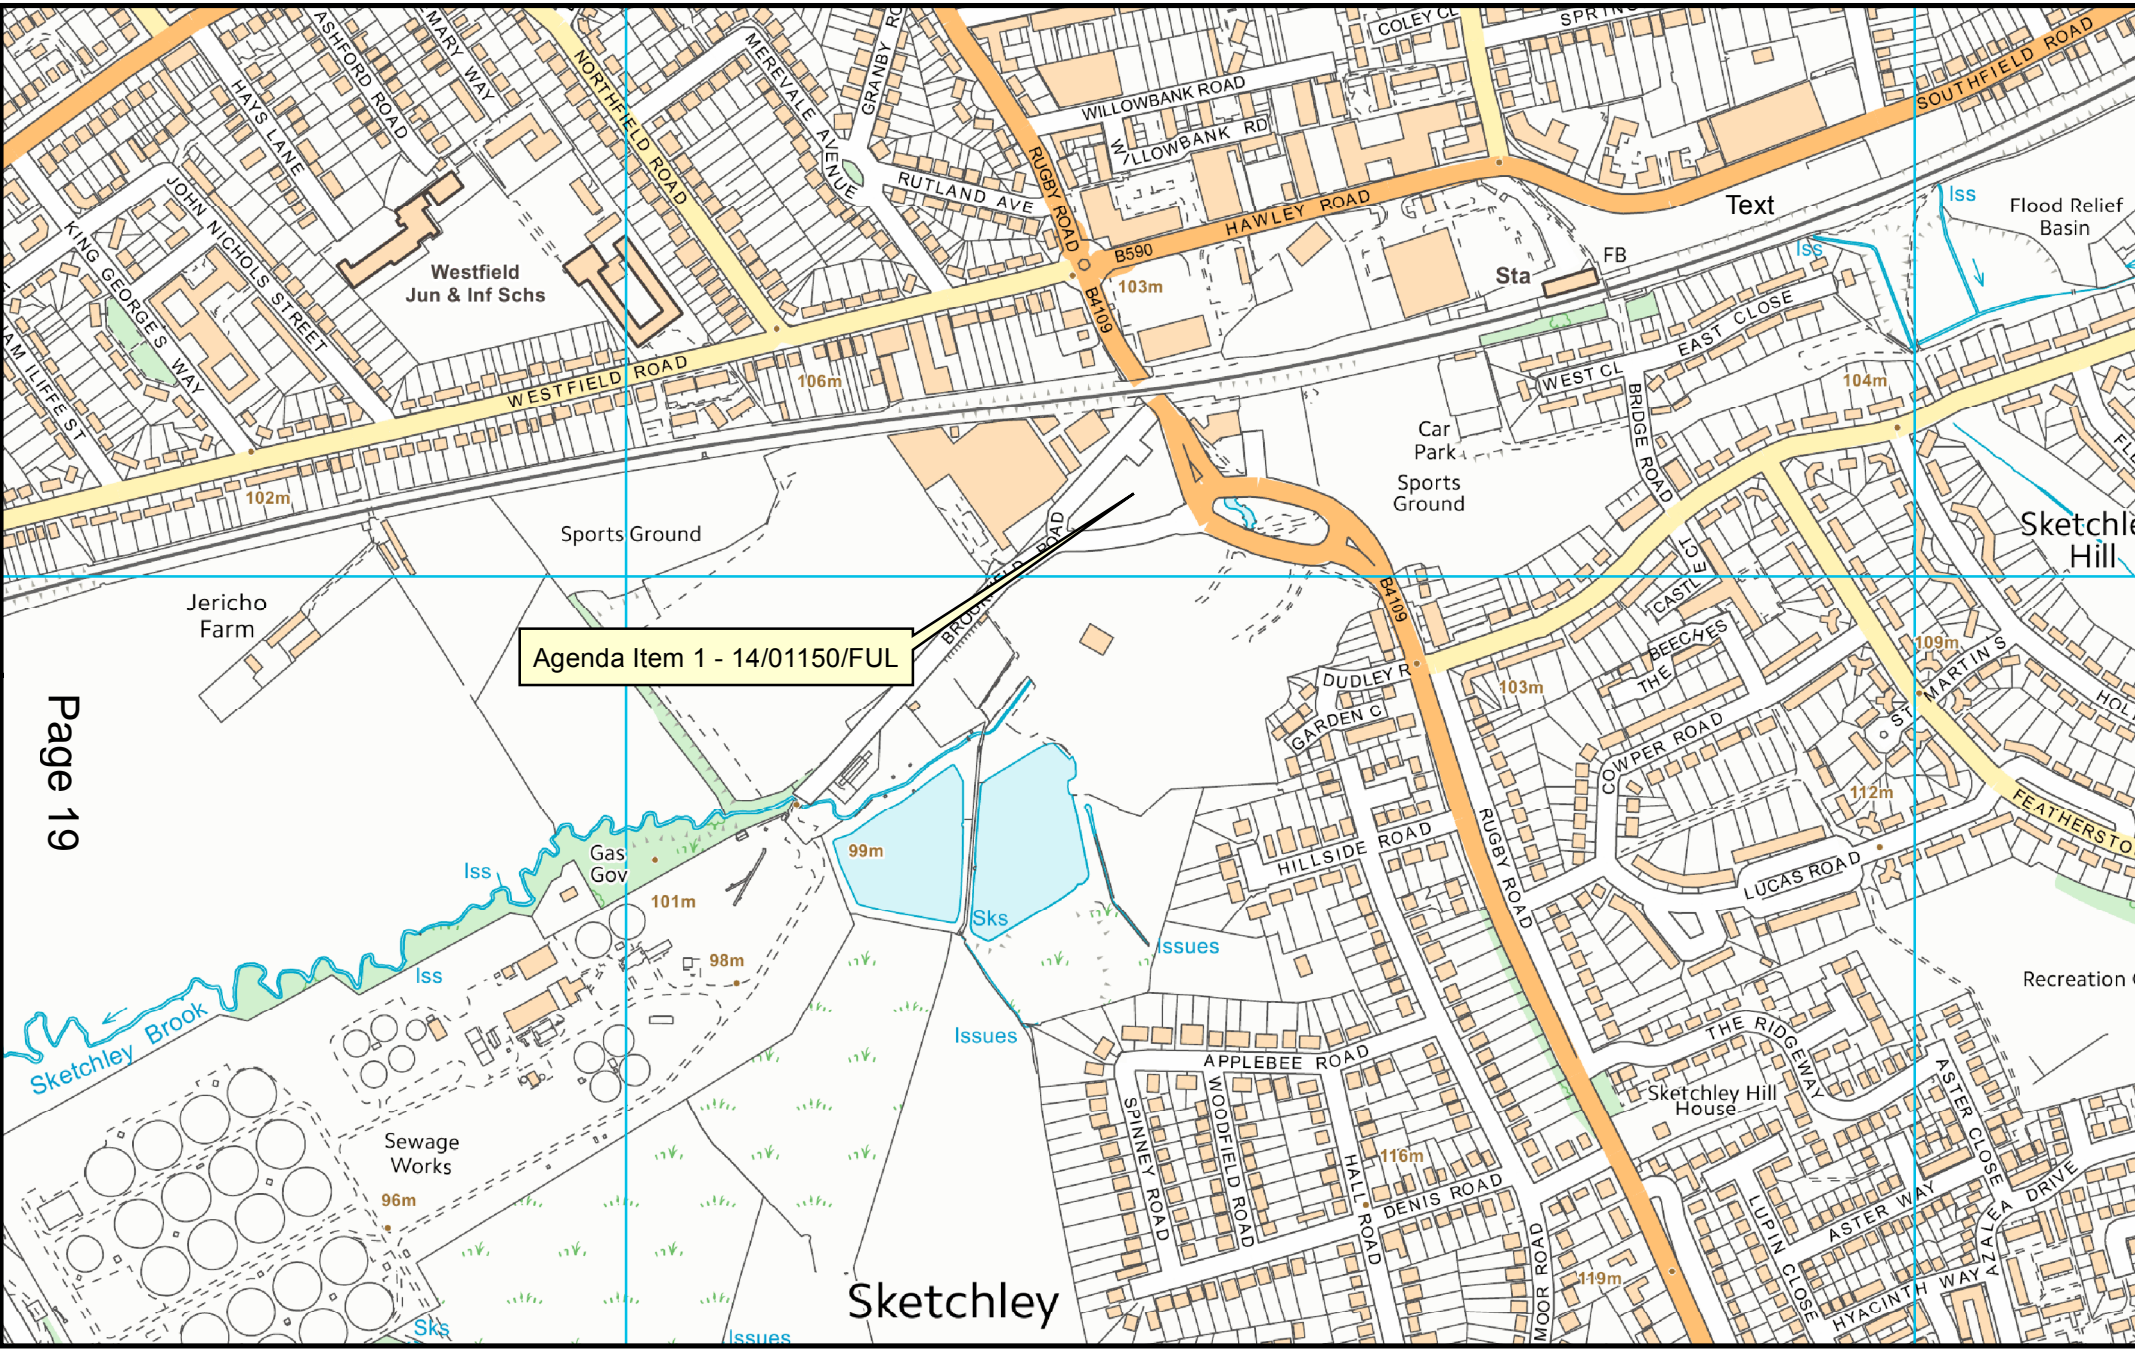 COLEY CL
ASHFORD ROAD
MARY WAY
HAYS LANE
NORTHFIELD ROAD
MEREVALE AVENUE
WILLOWBANK ROAD
WILLOWBANK RD
SOUTHFIELD ROAD
RUGBY ROAD
RUTLAND AVE
JOHN NICHOLS STREET
KING GEORGES WAY
Westfield
Jun & Inf Schs
HAWLEY ROAD
B590
103m
B4109
Text
Iss
Flood Relief
Basin
Iss
FB
Sta
EAST CLOSE
WEST CL
BRIDGE ROAD
104m
WESTFIELD ROAD
106m
102m
Car
Park
Sports
Ground
Sports Ground
Hill
CASTLE CT
Jericho
Farm
BROOKFIELD ROAD
Agenda Item 1 - 14/01150/FUL
B4109
THE BEECHES
109m
DUDLEY R
103m
GARDEN C
COWPER ROAD
112m
Page 19
99m
Gas
Gov
Iss
101m
HILLSIDE ROAD
RUGBY ROAD
LUCAS ROAD
Sks
Issues
98m
Iss
Recreation
Sketchley Brook
Issues
APPLEBEE ROAD
THE RIDGEWAY
Sketchley Hill
House
ASTER CLOSE
SPINNEY ROAD
WOODFIELD ROAD
HALL ROAD
116m
DENIS ROAD
Sewage
Works
96m
LUPIN CLOSE
ASTER WAY
AZALEA DRIVE
HYACINTH WAY
MOOR ROAD
119m
Sketchley
Sks
Issues